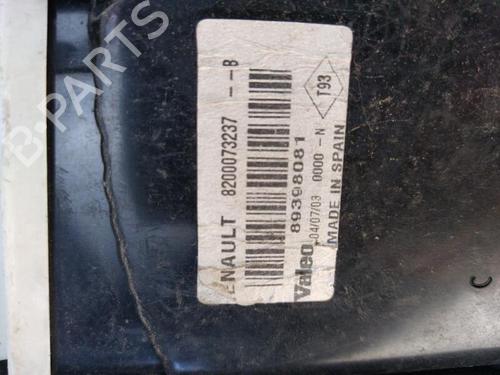 RENAULT 8200073237 --B
89398081
Valeo 04/07/03 0000 -N
MADE IN SPAIN
T93
B-PARTS
C